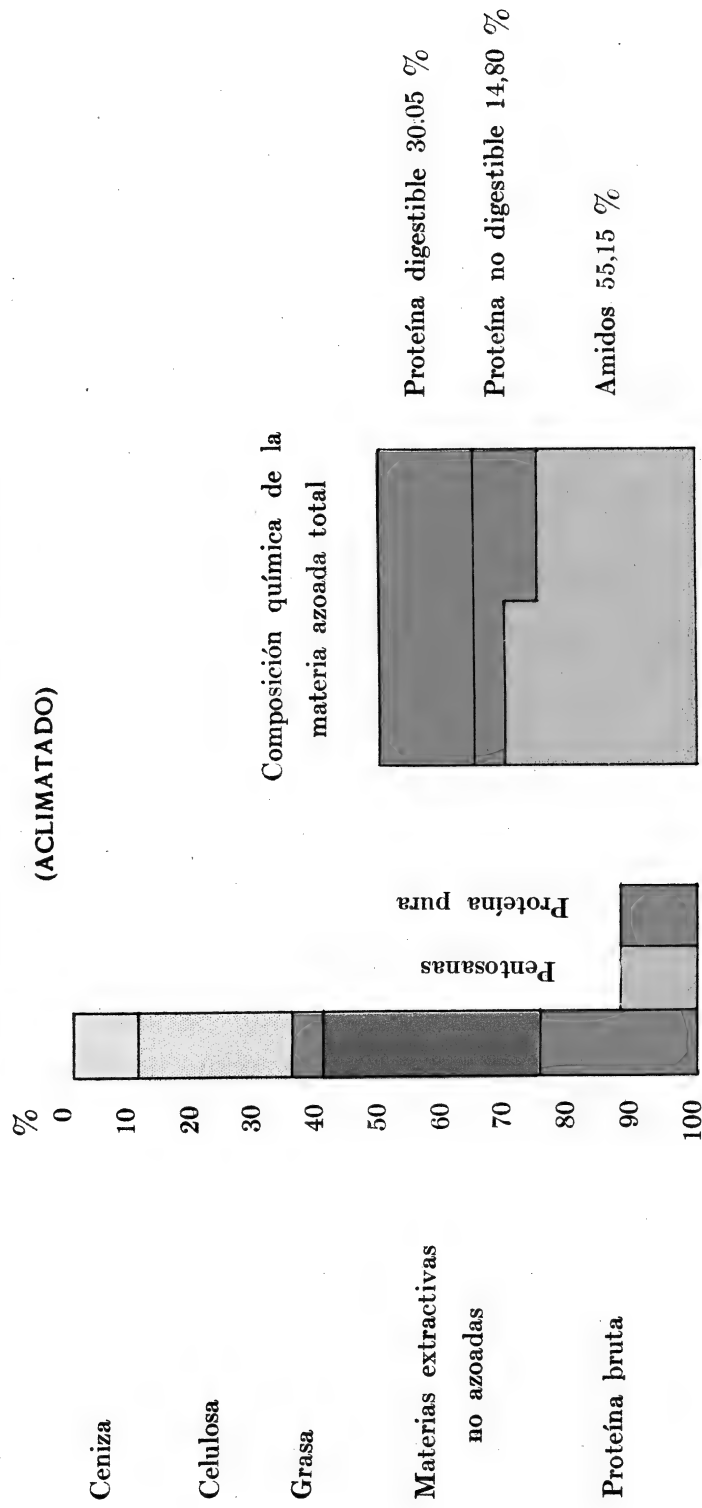 (ACLIMATADO)
%
0
10
20
30
40
50
60
70
80
90
100
Ceniza
Celulosa
Grasa
Materias extractivas
no azoadas
Proteína bruta
Pentosanas
Proteína pura
Composición química de la
materia azoada total
Proteína digestible 30:05 %
Proteína no digestible 14,80 %
Amidos 55,15 %